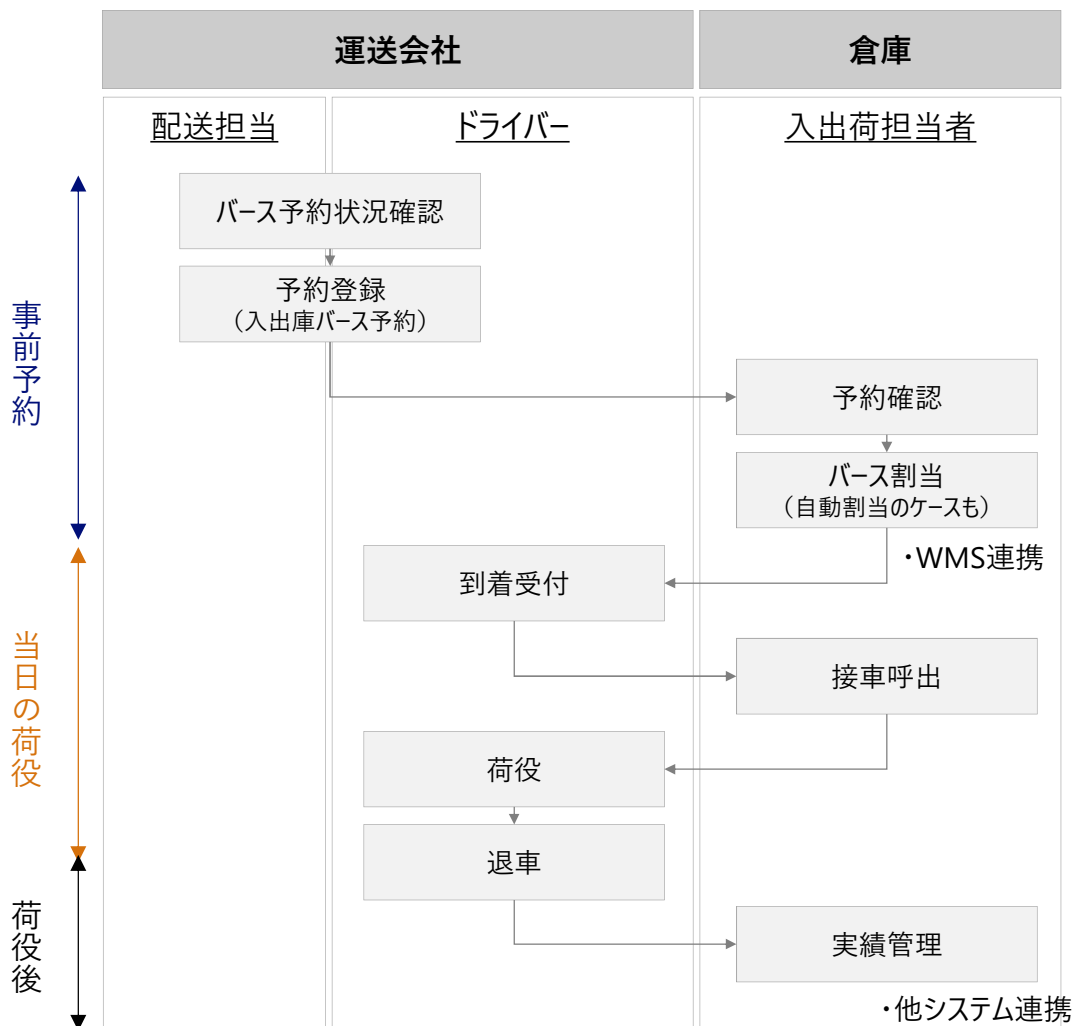 運送会社
倉庫
配送担当
ドライバー
入出荷担当者
事前予約
バース予約状況確認
予約登録
（入出庫バース予約）
予約確認
バース割当
（自動割当のケースも）
・WMS連携
当日の荷役
到着受付
接車呼出
荷役
退車
荷役後
実績管理
・他システム連携